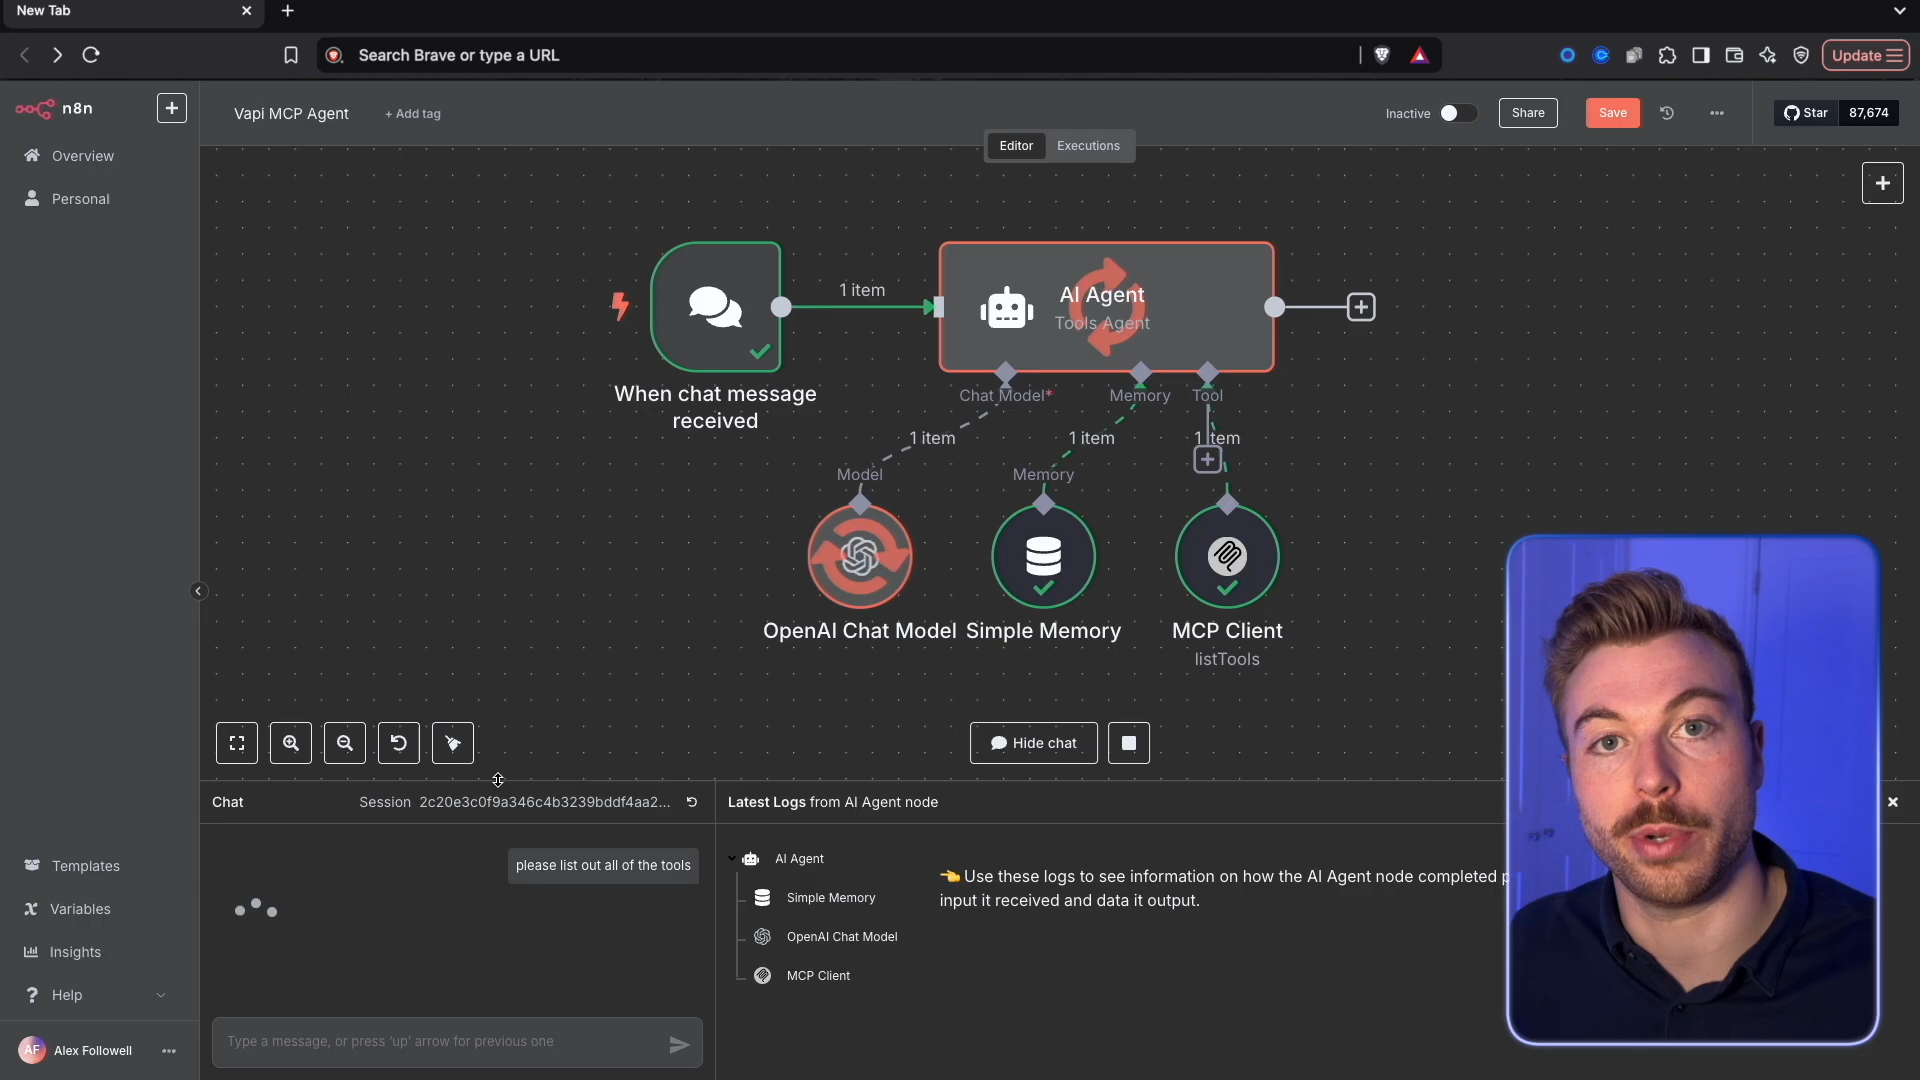 New Tab
Search Brave or type a URL
Update
n8n
Vapi MCP Agent
+ Add tag
Inactive
Share
Save
Star
87,674
Editor
Executions
Overview
Personal
1 item
AI Agent
Tools Agent
When chat message
received
Chat Model*
Memory
Tool
1 item
1 item
1 item
Model
Memory
OpenAI Chat Model
Simple Memory
MCP Client
listTools
Hide chat
Chat
Session 2c20e3c0f9a346c4b3239bddf4aa2...
Latest Logs from AI Agent node
please list out all of the tools
AI Agent
Simple Memory
OpenAI Chat Model
MCP Client
👈 Use these logs to see information on how the AI Agent node completed p
input it received and data it output.
Templates
Variables
Insights
Help
AF
Alex Followell
Type a message, or press 'up' arrow for previous one